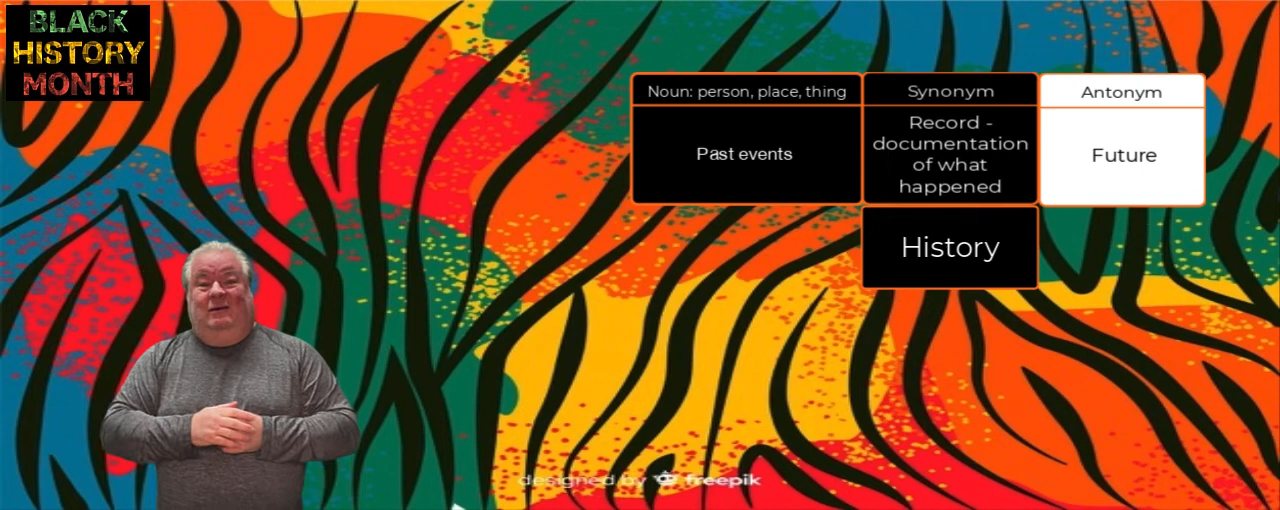 BLACK
HISTORY
MONTH
Noun: person, place, thing
Synonym
Antonym
Past events
Record -
documentation
of what
happened
Future
History
designed by freepik